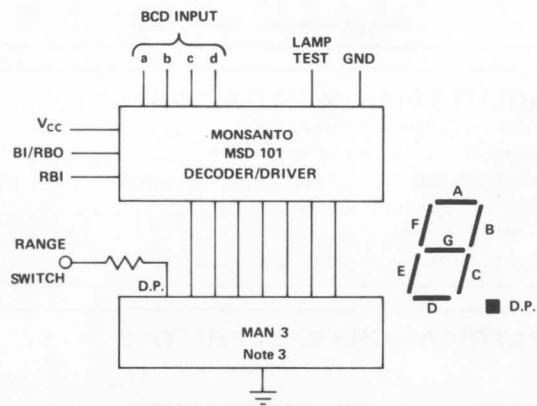 BCD INPUT
a b c d
LAMP
TEST
GND
VCC
BI/RBO
RBI
MONSANTO
MSD 101
DECODER/DRIVER
RANGE
SWITCH
D.P.
MAN 3
Note 3
A
F
B
G
E
C
D
D.P.